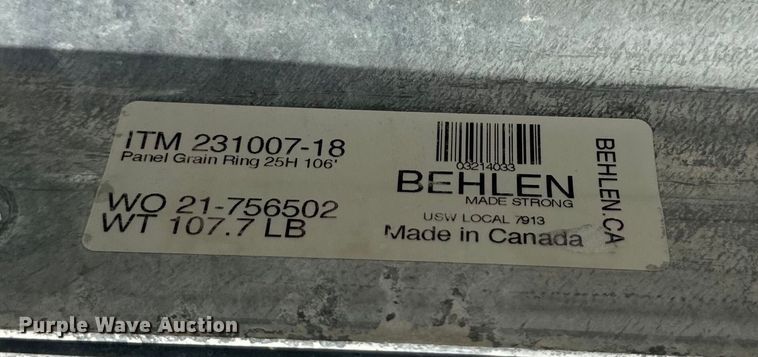 ITM 231007-18
Panel Grain Ring 25H 106'
WO 21-756502
WT 107.7 LB
03214033
BEHLEN
MADE STRONG
USW LOCAL 7913
Made in Canada
BEHLEN.CA
Purple Wave Auction